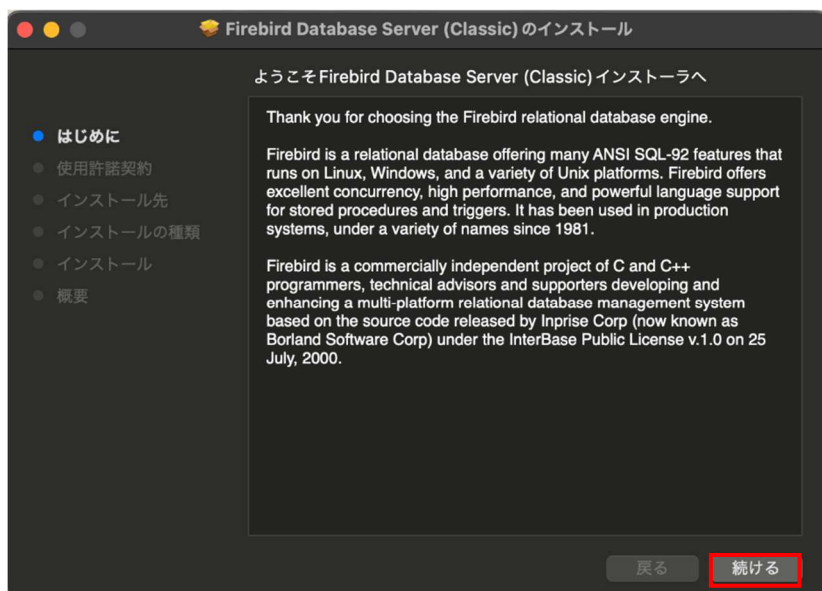 Firebird Database Server (Classic)のインストール
ようこそFirebird Database Server (Classic)インストーラへ
はじめに
使用許諾契約
インストール先
インストールの種類
インストール
概要
Thank you for choosing the Firebird relational database engine.
Firebird is a relational database offering many ANSI SQL-92 features that
runs on Linux, Windows, and a variety of Unix platforms. Firebird offers
excellent concurrency, high performance, and powerful language support
for stored procedures and triggers. It has been used in production
systems, under a variety of names since 1981.
Firebird is a commercially independent project of C and C++
programmers, technical advisors and supporters developing and
enhancing a multi-platform relational database management system
based on the source code released by Inprise Corp (now known as
Borland Software Corp) under the InterBase Public License v.1.0 on 25
July, 2000.
戻る
続ける